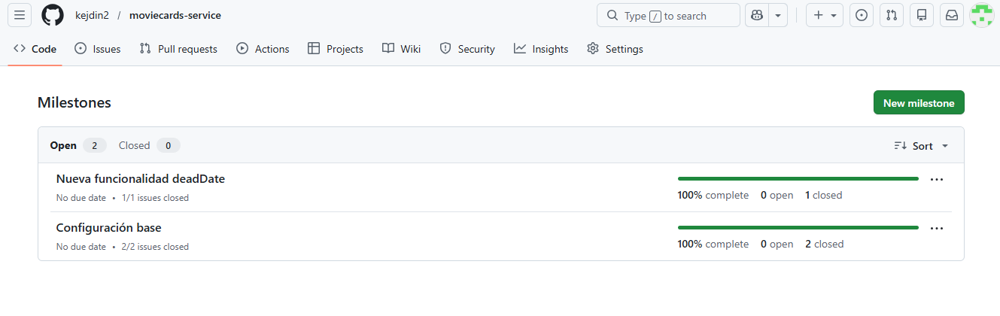 kejdin2 / moviecards-service
Type / to search
Code
Issues
Pull requests
Actions
Projects
Wiki
Security
Insights
Settings
Milestones
New milestone
Open 2
Closed 0
Sort
Nueva funcionalidad deadDate
No due date • 1/1 issues closed
100% complete 0 open 1 closed
Configuración base
No due date • 2/2 issues closed
100% complete 0 open 2 closed